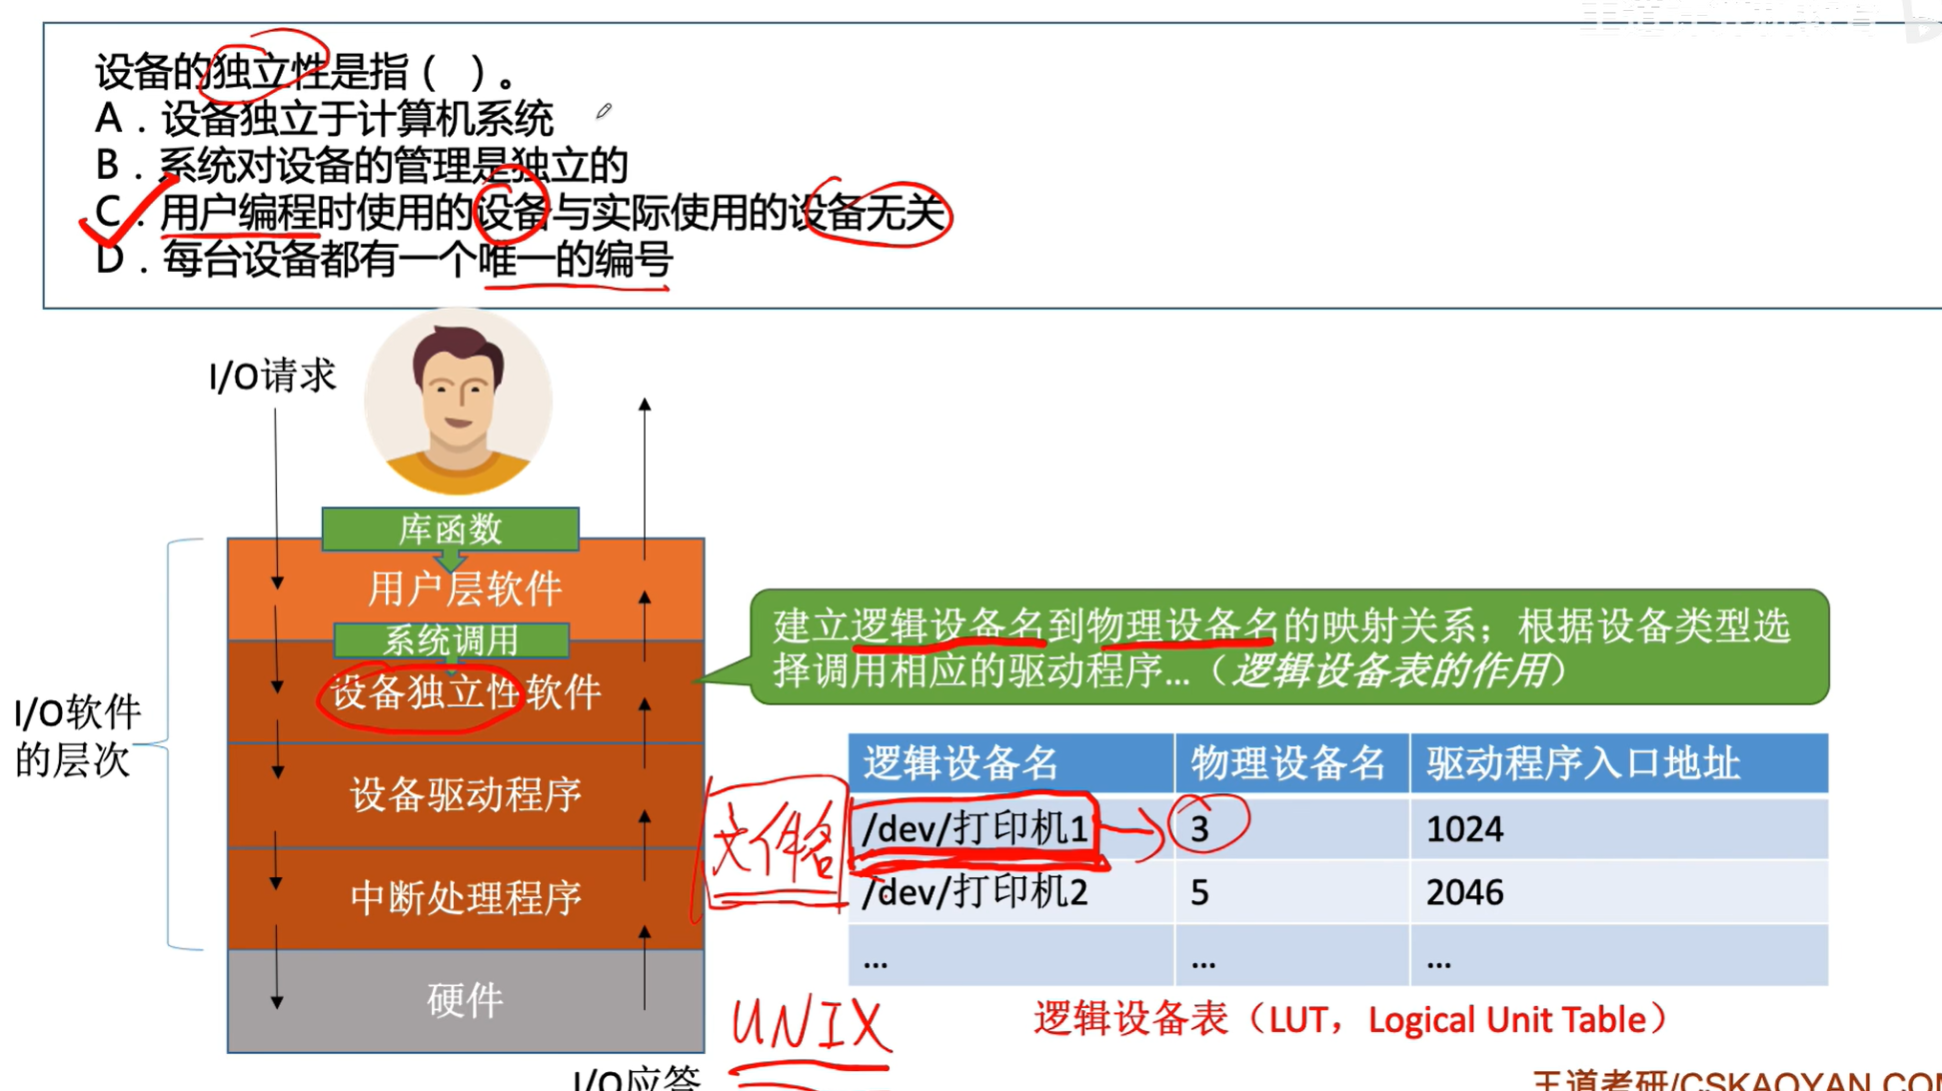 设备的独立性是指（ ）。
A．设备独立于计算机系统
B．系统对设备的管理是独立的
C．用户编程时使用的设备与实际使用的设备无关
D．每台设备都有一个唯一的编号
I/O请求
库函数
用户层软件
系统调用
设备独立性软件
设备驱动程序
中断处理程序
硬件
I/O软件
的层次
I/O应答
建立逻辑设备名到物理设备名的映射关系；根据设备类型选
择调用相应的驱动程序...（逻辑设备表的作用）
逻辑设备名 物理设备名 驱动程序入口地址
/dev/打印机1 3 1024
/dev/打印机2 5 2046
... ... ...
文件名
UNIX
逻辑设备表（LUT，Logical Unit Table）
王道考研/CSKAOYAN.COM